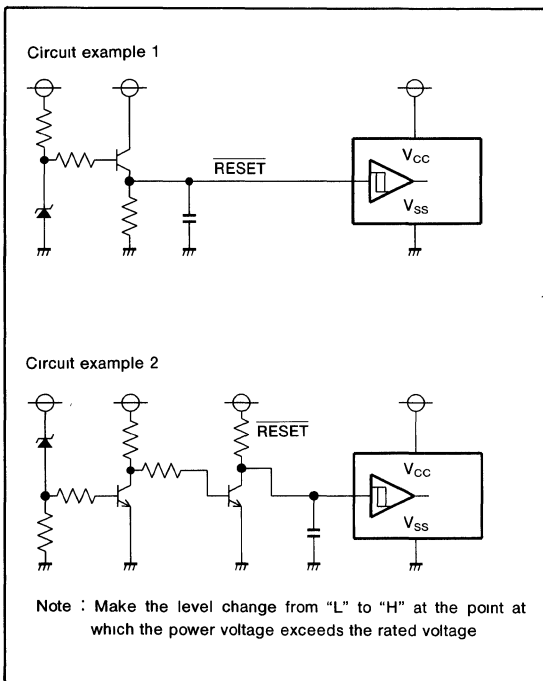 Circuit example 1
RESET
VCC
VSS
Circuit example 2
RESET
VCC
VSS
Note : Make the level change from “L” to “H” at the point at
which the power voltage exceeds the rated voltage